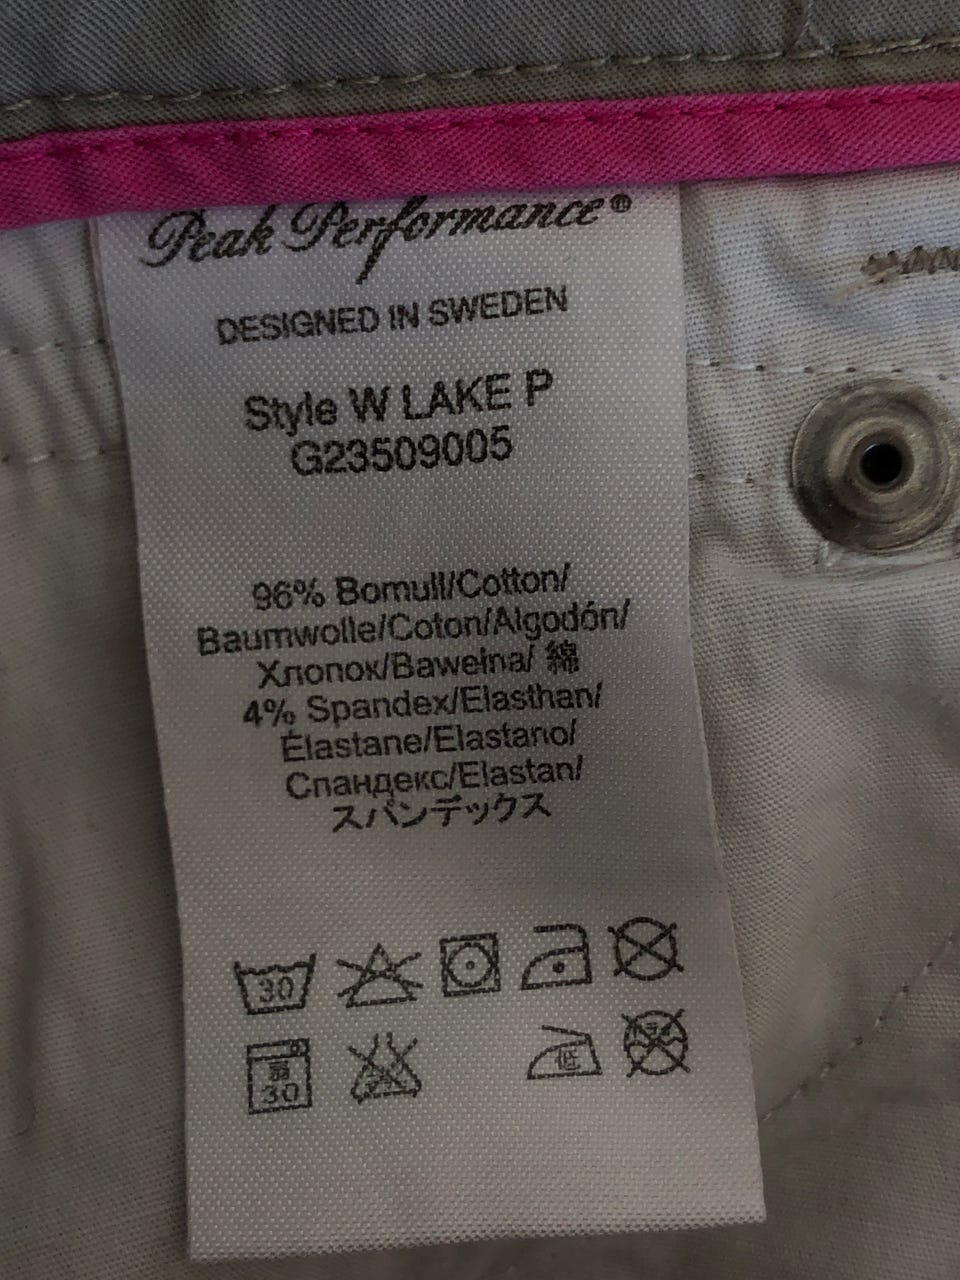 Peak Performance®
DESIGNED IN SWEDEN
Style W LAKE P
G23509005
96% Bomull/Cotton/
Baumwolle/Coton/Algodón/
Хлопок/Bawełna/ 綿
4% Spandex/Elasthan/
Élastane/Elastano/
Спандекс/Elastan/
スパンデックス
30
弱
30
低